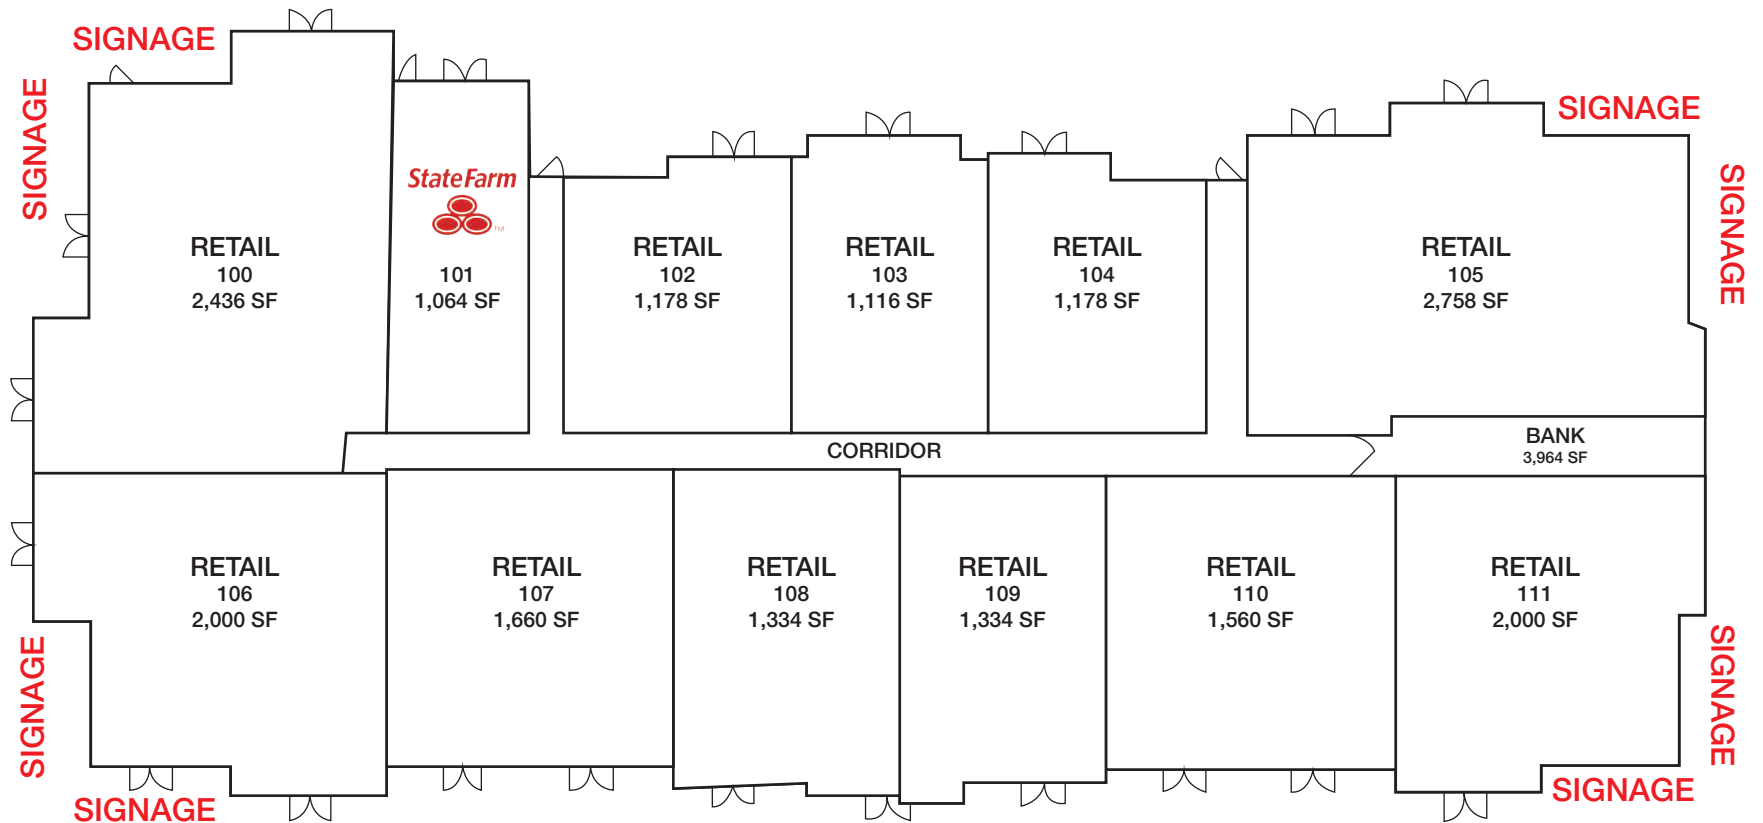 SIGNAGE
SIGNAGE
SIGNAGE
SIGNAGE
StateFarm
TM
RETAIL
100
2,436 SF
101
1,064 SF
RETAIL
102
1,178 SF
RETAIL
103
1,116 SF
RETAIL
104
1,178 SF
RETAIL
105
2,758 SF
CORRIDOR
BANK
3,964 SF
RETAIL
106
2,000 SF
RETAIL
107
1,660 SF
RETAIL
108
1,334 SF
RETAIL
109
1,334 SF
RETAIL
110
1,560 SF
RETAIL
111
2,000 SF
SIGNAGE
SIGNAGE
SIGNAGE
SIGNAGE